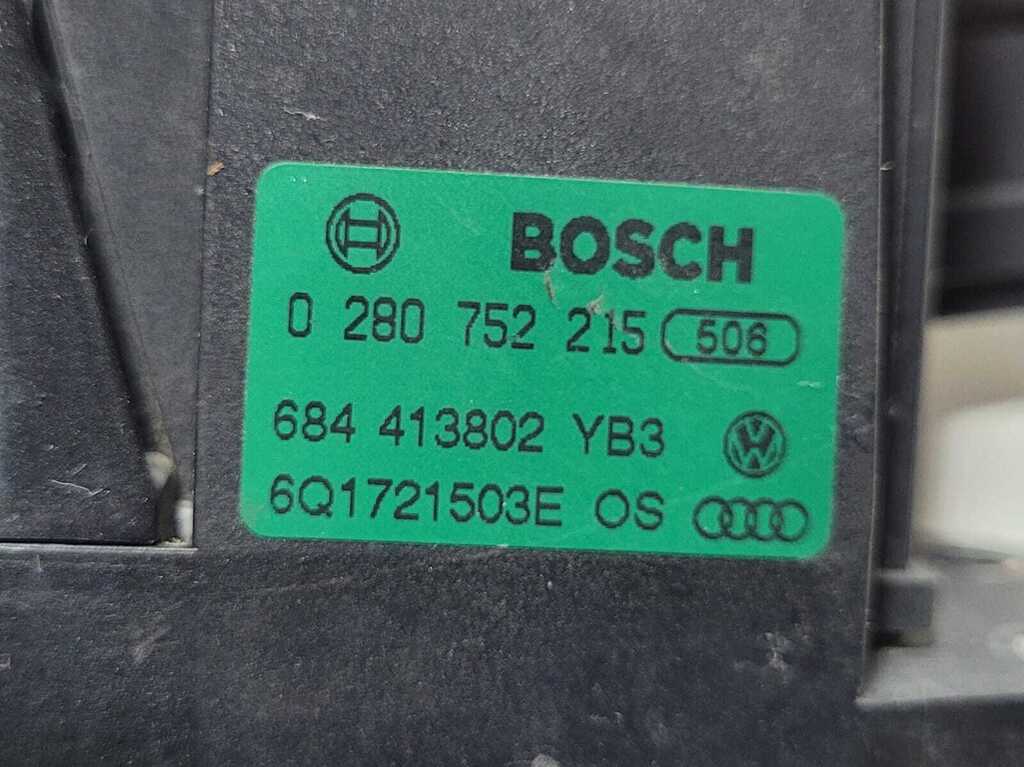 BOSCH
0 280 752 215 506
684 413802 YB3
6Q1721503E OS